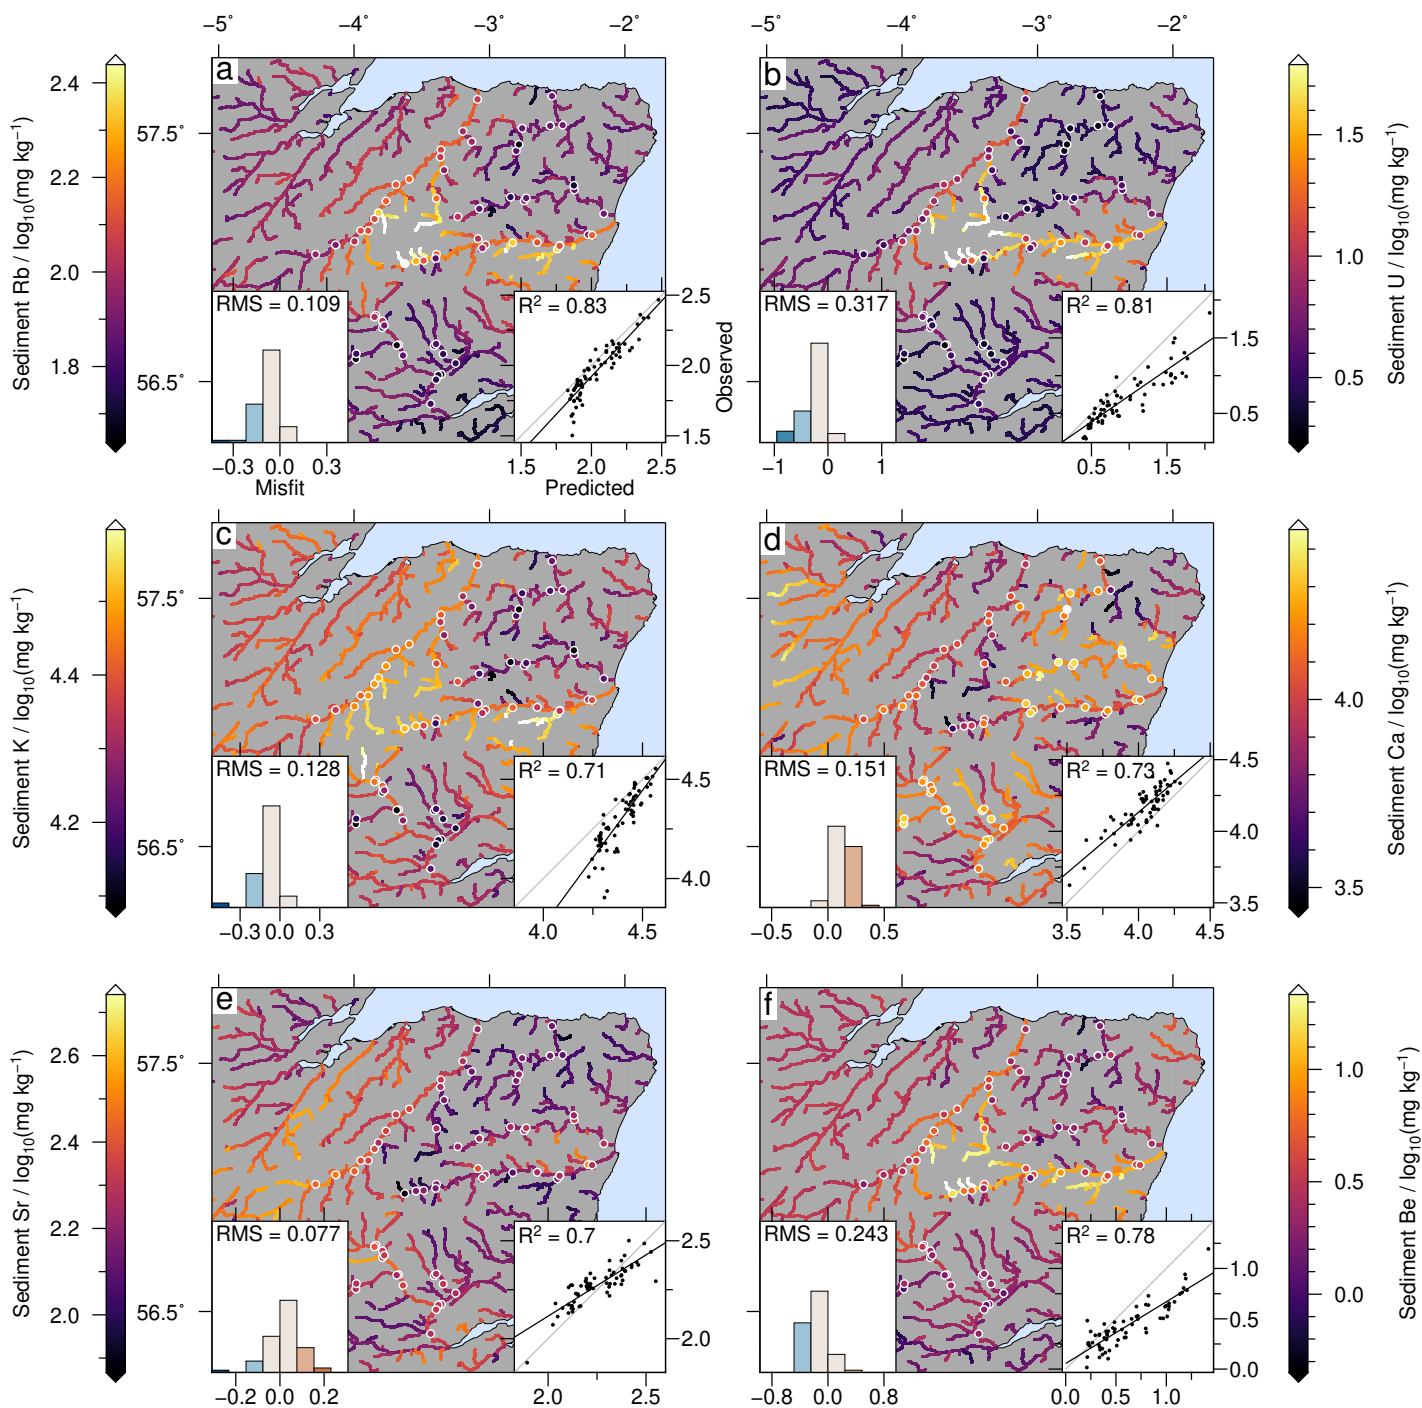 −5° −4° −3° −2° −5° −4° −3° −2°
a
b
Sediment Rb / log10(mg kg−1)
2.4
2.2
2.0
1.8
57.5°
56.5°
RMS = 0.109
R2 = 0.83
−0.3 0.0 0.3
Misfit
1.5 2.0 2.5
Predicted
2.5
2.0
1.5
Observed
RMS = 0.317
R2 = 0.81
−1 0 1
0.5 1.5
1.5
0.5
1.5
1.0
0.5
Sediment U / log10(mg kg−1)
c
d
Sediment K / log10(mg kg−1)
4.4
4.2
57.5°
56.5°
RMS = 0.128
R2 = 0.71
−0.3 0.0 0.3
4.0 4.5
4.5
4.0
RMS = 0.151
R2 = 0.73
−0.5 0.0 0.5
3.5 4.0 4.5
4.5
4.0
3.5
4.0
3.5
Sediment Ca / log10(mg kg−1)
e
f
Sediment Sr / log10(mg kg−1)
2.6
2.4
2.2
2.0
57.5°
56.5°
RMS = 0.077
R2 = 0.7
−0.2 0.0 0.2
2.0 2.5
2.5
2.0
RMS = 0.243
R2 = 0.78
−0.8 0.0 0.8
0.0 0.5 1.0
1.0
0.5
0.0
1.0
0.5
0.0
Sediment Be / log10(mg kg−1)